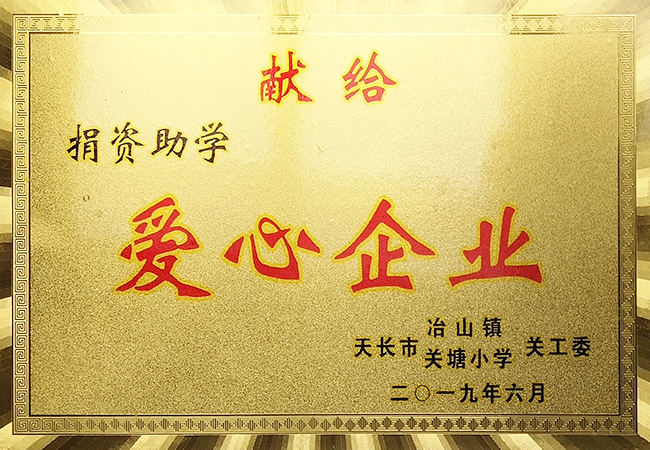 献给
捐资助学
爱心企业
冶山镇
天长市 关工委
关塘小学
二〇一九年六月